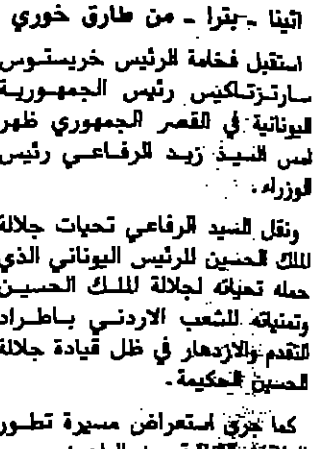 اثينا - بترا - من طارق خوري
استقبل فخامة الرئيس خريستوس
سارتزتاكيس رئيس الجمهورية
اليونانية في القصر الجمهوري ظهر
امس السيد زيد الرفاعي رئيس
الوزراء.
ونقل السيد الرفاعي تحيات جلالة
الملك الحسين للرئيس اليوناني الذي
حمله تحياته لجلالة الملك الحسين
وتمنياته للشعب الاردني باطراد
التقدم والازدهار في ظل قيادة جلالة
الحسين الحكيمة.
كما جرى استعراض مسيرة تطور